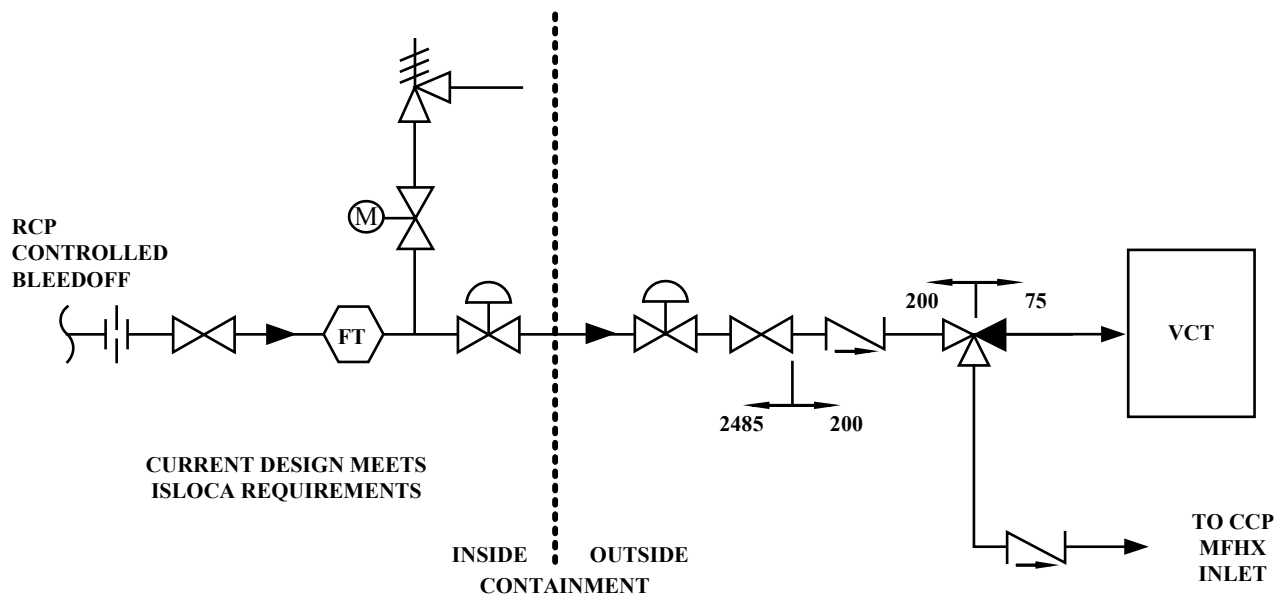 RCP
CONTROLLED
BLEEDOFF
M
FT
200
75
VCT
2485
200
CURRENT DESIGN MEETS
ISLOCA REQUIREMENTS
INSIDE OUTSIDE
CONTAINMENT
TO CCP
MFHX
INLET